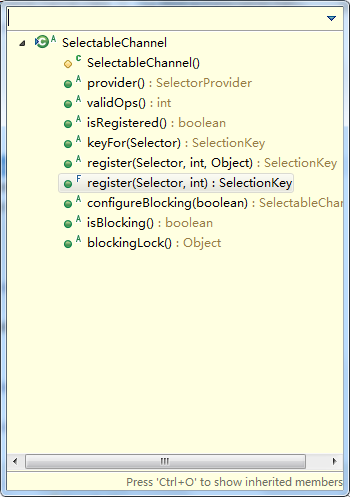 A SelectableChannel
C SelectableChannel()
A provider() : SelectorProvider
A validOps() : int
A isRegistered() : boolean
A keyFor(Selector) : SelectionKey
A register(Selector, int, Object) : SelectionKey
F register(Selector, int) : SelectionKey
A configureBlocking(boolean) : SelectableChan
A isBlocking() : boolean
A blockingLock() : Object
Press 'Ctrl+O' to show inherited members